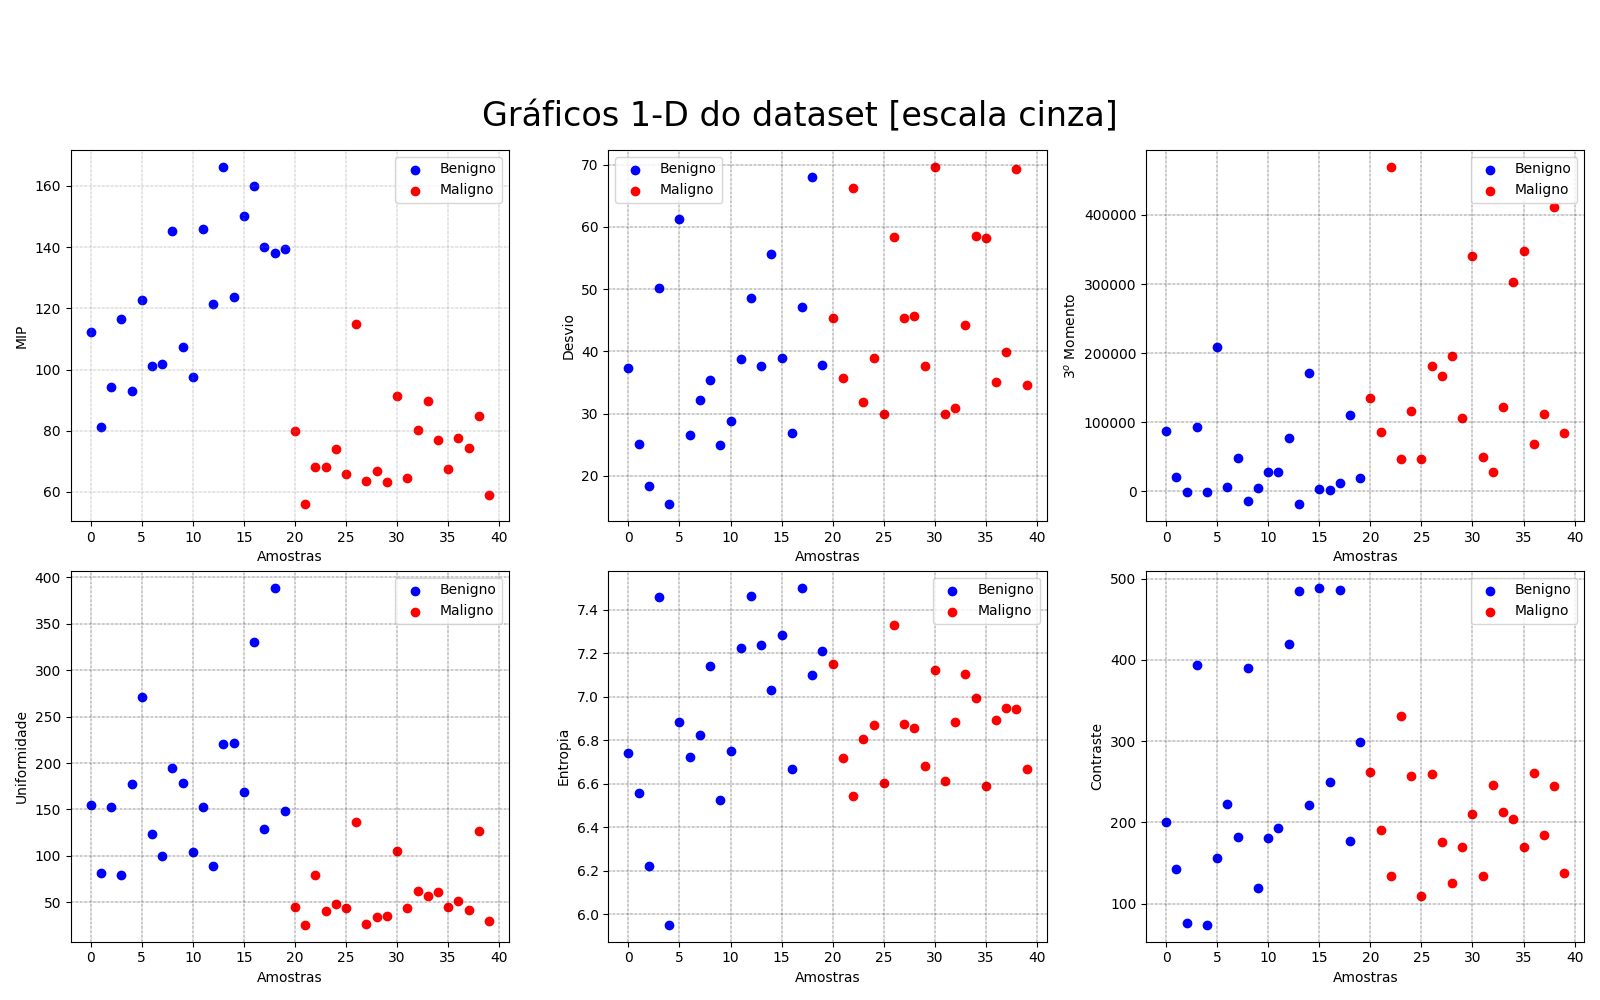 Gráficos 1-D do dataset [escala cinza]
MIP
160
140
120
100
80
60
Benigno
Maligno
0 5 10 15 20 25 30 35 40
Amostras
Desvio
70
60
50
40
30
20
Benigno
Maligno
0 5 10 15 20 25 30 35 40
Amostras
3º Momento
400000
300000
200000
100000
0
Benigno
Maligno
0 5 10 15 20 25 30 35 40
Amostras
Uniformidade
400
350
300
250
200
150
100
50
Benigno
Maligno
0 5 10 15 20 25 30 35 40
Amostras
Entropia
7.4
7.2
7.0
6.8
6.6
6.4
6.2
6.0
Benigno
Maligno
0 5 10 15 20 25 30 35 40
Amostras
Contraste
500
400
300
200
100
Benigno
Maligno
0 5 10 15 20 25 30 35 40
Amostras